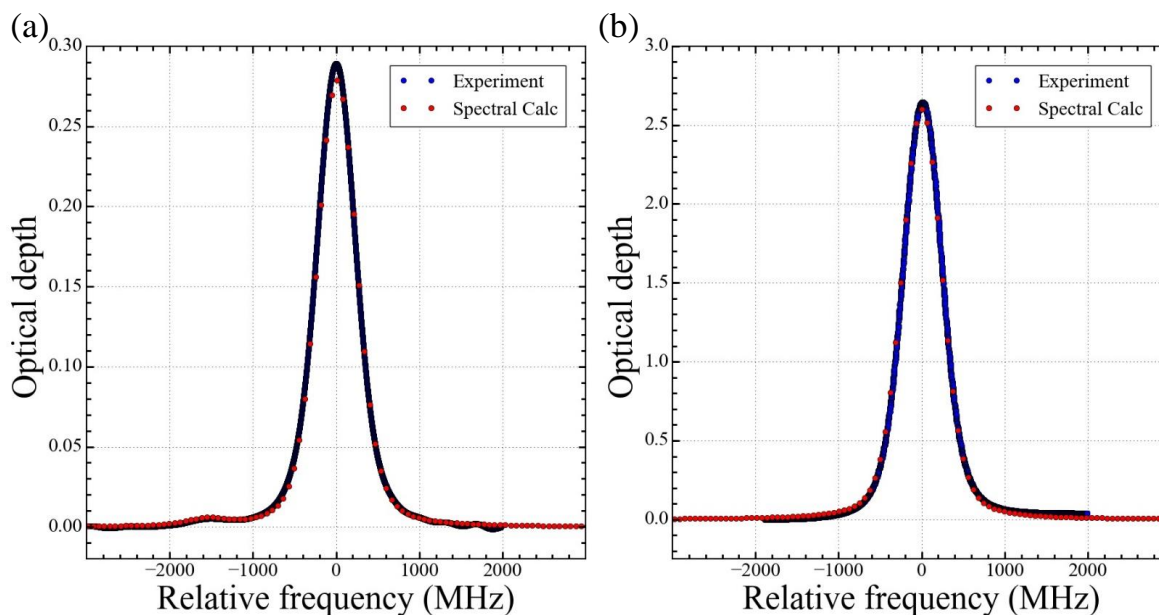 (a)
0.30
0.25
0.20
0.15
0.10
0.05
0.00
Optical depth
Experiment
Spectral Calc
−2000 −1000 0 1000 2000
Relative frequency (MHz)
(b)
3.0
2.5
2.0
1.5
1.0
0.5
0.0
Optical depth
Experiment
Spectral Calc
−2000 −1000 0 1000 2000
Relative frequency (MHz)